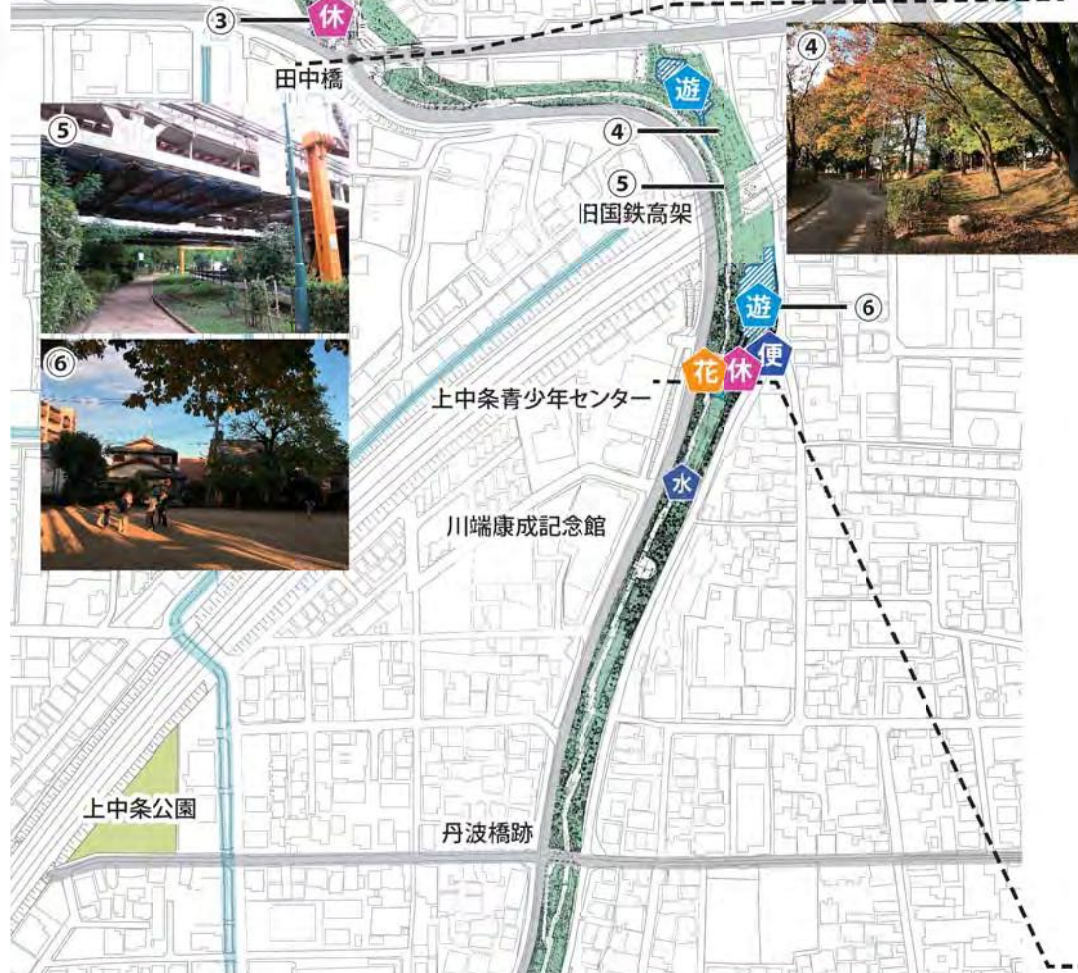 ③
休
田中橋
④
遊
⑤
④
⑤
旧国鉄高架
遊
⑥
便
花
休
⑥
上中条青少年センター
水
川端康成記念館
上中条公園
丹波橋跡